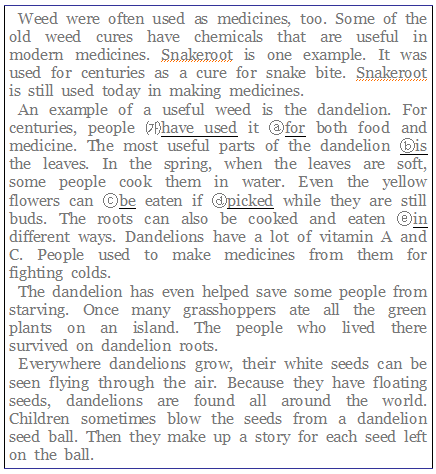 Weed were often used as medicines, too. Some of the
old weed cures have chemicals that are useful in
modern medicines. Snakeroot is one example. It was
used for centuries as a cure for snake bite. Snakeroot
is still used today in making medicines.
An example of a useful weed is the dandelion. For
centuries, people ㈎have used it ⓐfor both food and
medicine. The most useful parts of the dandelion ⓑis
the leaves. In the spring, when the leaves are soft,
some people cook them in water. Even the yellow
flowers can ⓒbe eaten if ⓓpicked while they are still
buds. The roots can also be cooked and eaten ⓔin
different ways. Dandelions have a lot of vitamin A and
C. People used to make medicines from them for
fighting colds.
The dandelion has even helped save some people from
starving. Once many grasshoppers ate all the green
plants on an island. The people who lived there
survived on dandelion roots.
Everywhere dandelions grow, their white seeds can be
seen flying through the air. Because they have floating
seeds, dandelions are found all around the world.
Children sometimes blow the seeds from a dandelion
seed ball. Then they make up a story for each seed left
on the ball.